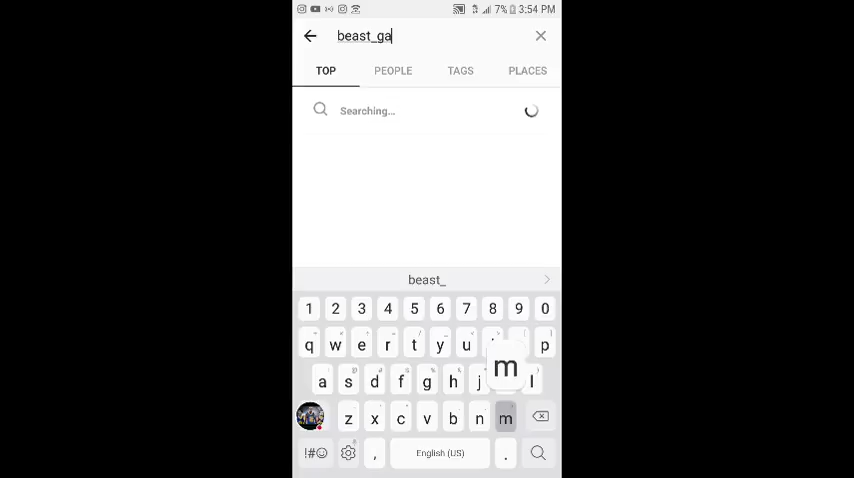 7% 3:54 PM
beast_ga
TOP PEOPLE TAGS PLACES
Searching...
beast_
1 2 3 4 5 6 7 8 9 0
q w e r t y u p
m
a s d f g h j l
z x c v b n m
!#☺ , English (US) .